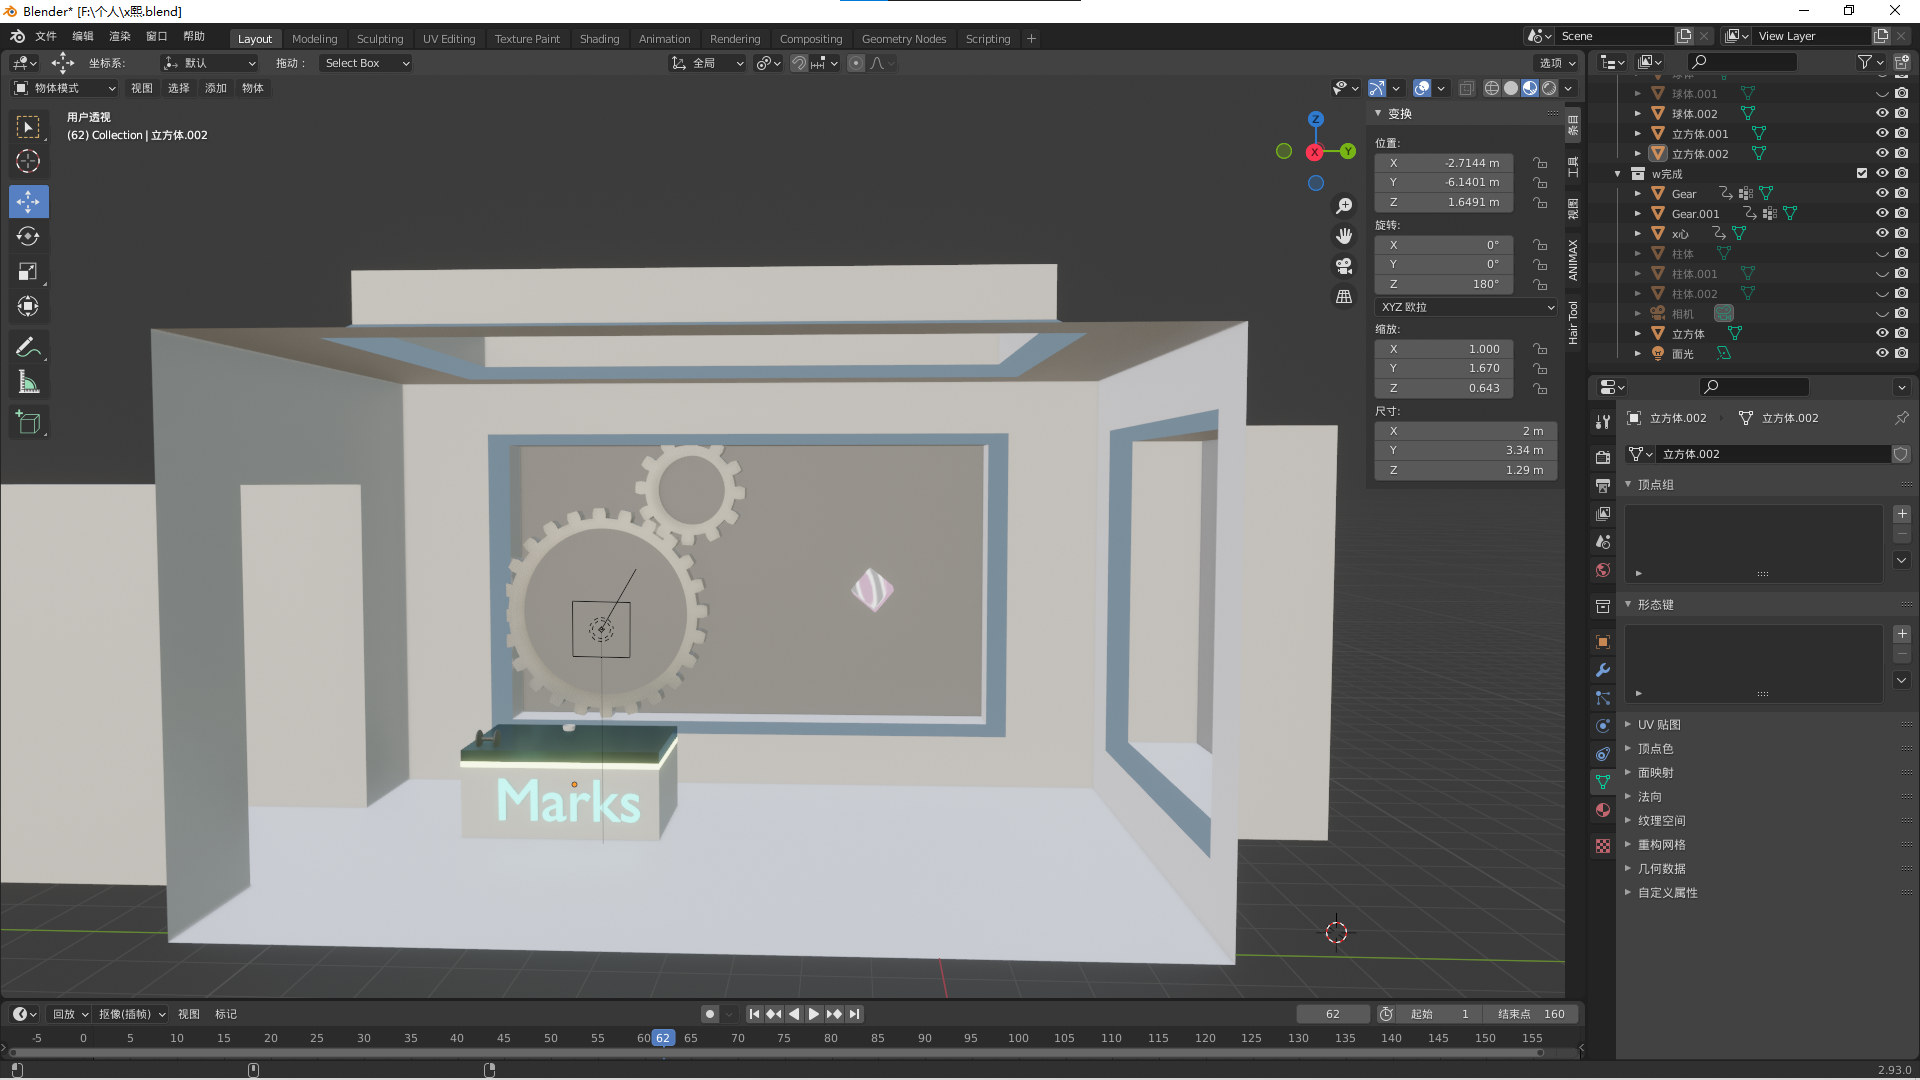 Blender* [F:\个人\x熙.blend]
文件 编辑 渲染 窗口 帮助 Layout Modeling Sculpting UV Editing Texture Paint Shading Animation Rendering Compositing Geometry Nodes Scripting + Scene View Layer
坐标系: 默认 拖动: Select Box 全局 选项
物体模式 视图 选择 添加 物体
用户透视
(62) Collection | 立方体.002
Z
X
Y
变换
位置:
X -2.7144 m
Y -6.1401 m
Z 1.6491 m
旋转:
X 0°
Y 0°
Z 180°
XYZ 欧拉
缩放:
X 1.000
Y 1.670
Z 0.643
尺寸:
X 2 m
Y 3.34 m
Z 1.29 m
条目
工具
视图
ANIMAX
Hair Tool
球体.001
球体.002
立方体.001
立方体.002
w完成
Gear
Gear.001
x心
柱体
柱体.001
柱体.002
相机
立方体
面光
立方体.002 立方体.002
立方体.002
顶点组
形态键
UV 贴图
顶点色
面映射
法向
纹理空间
重构网格
几何数据
自定义属性
Marks
回放 抠像(插帧) 视图 标记 62 起始 1 结束点 160
-5 0 5 10 15 20 25 30 35 40 45 50 55 60 62 65 70 75 80 85 90 95 100 105 110 115 120 125 130 135 140 145 150 155
2.93.0